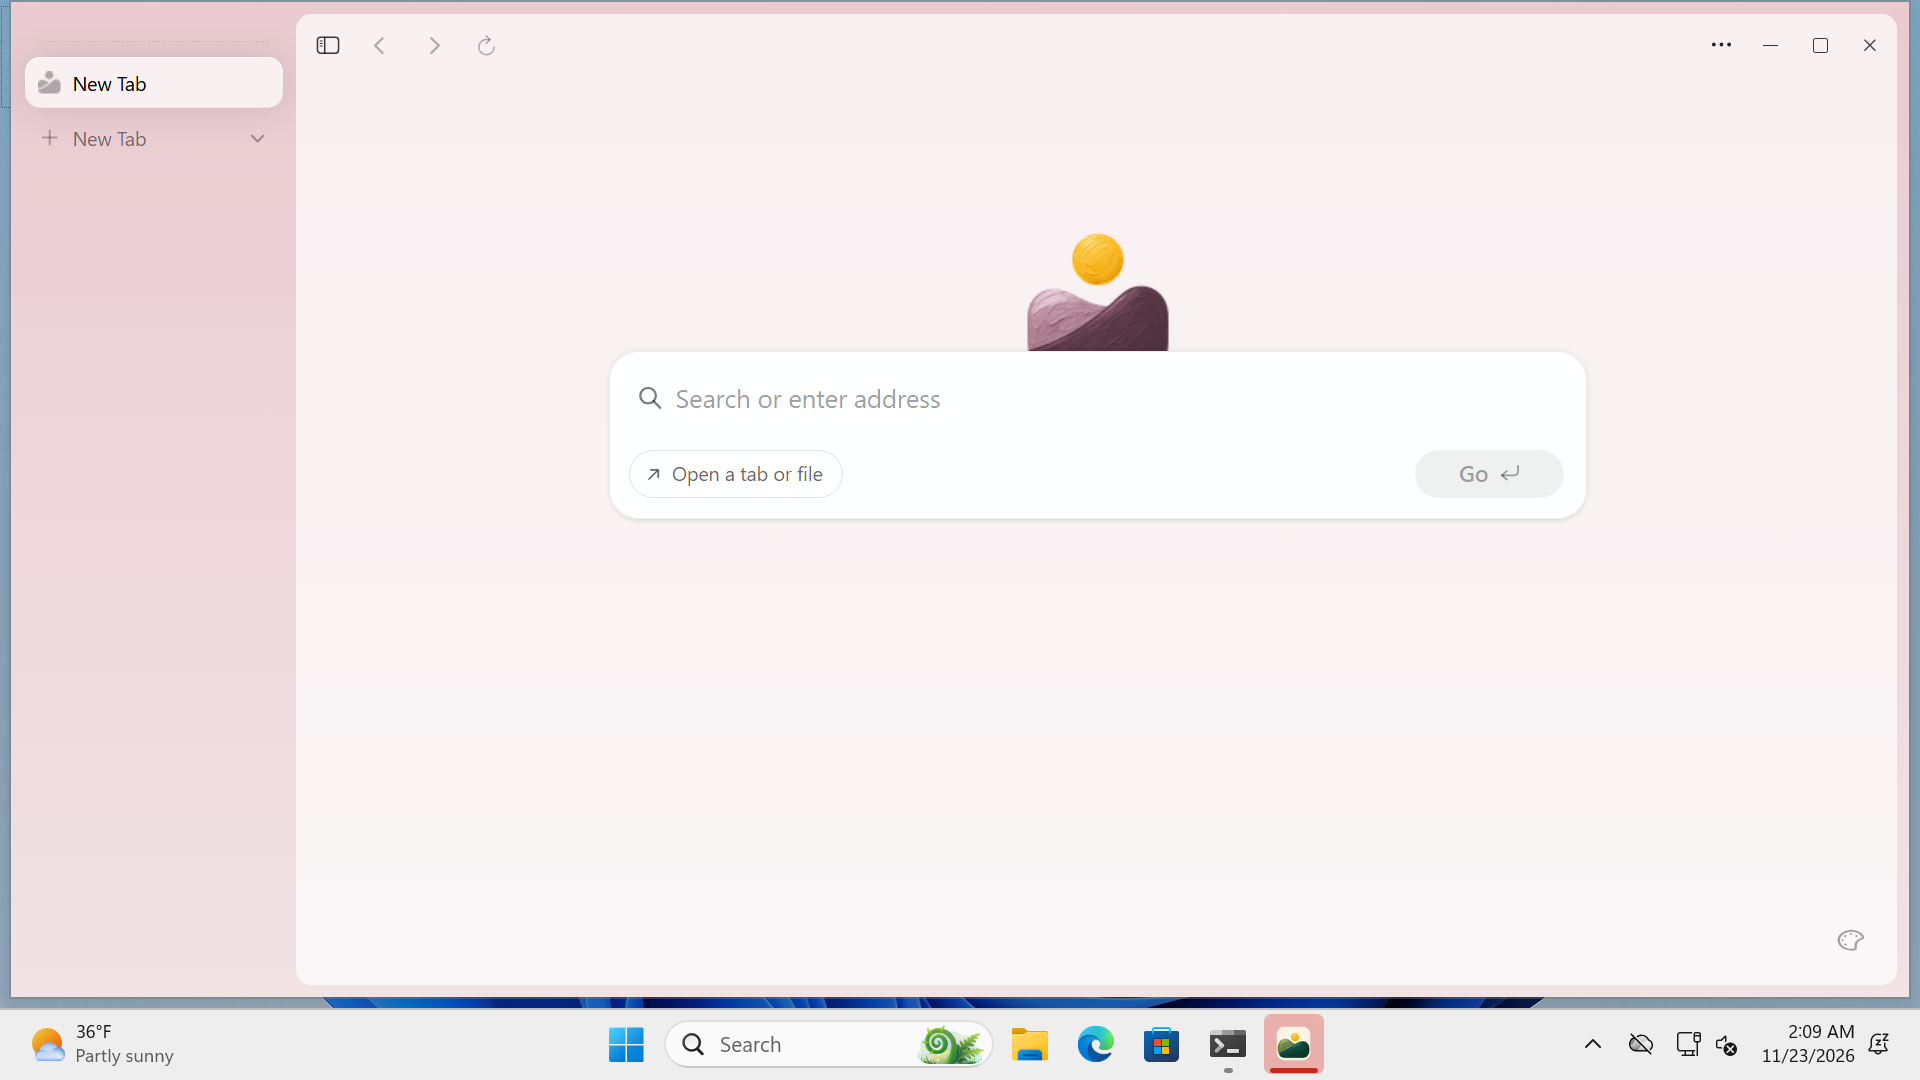 New Tab
New Tab
Search or enter address
Open a tab or file
Go
36°F
Partly sunny
Search
2:09 AM
11/23/2026